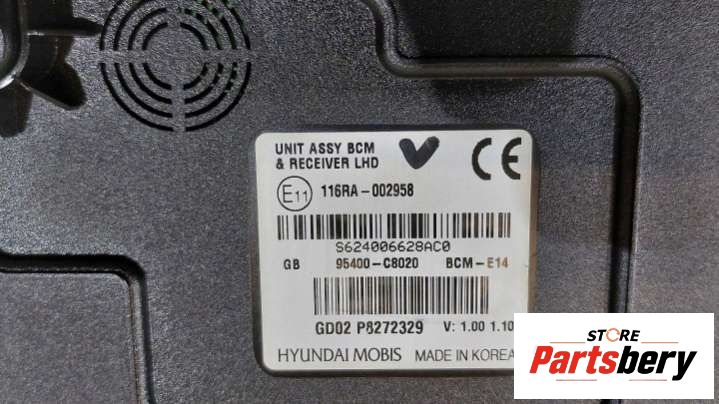 UNIT ASSY BCM
& RECEIVER LHD
CE
E11 116RA-002958
S624006628AC0
GB 95400-C8020 BCM-E14
GD02 P8272329 V: 1.00 1.10
HYUNDAI MOBIS MADE IN KOREA
STORE
Partsbery